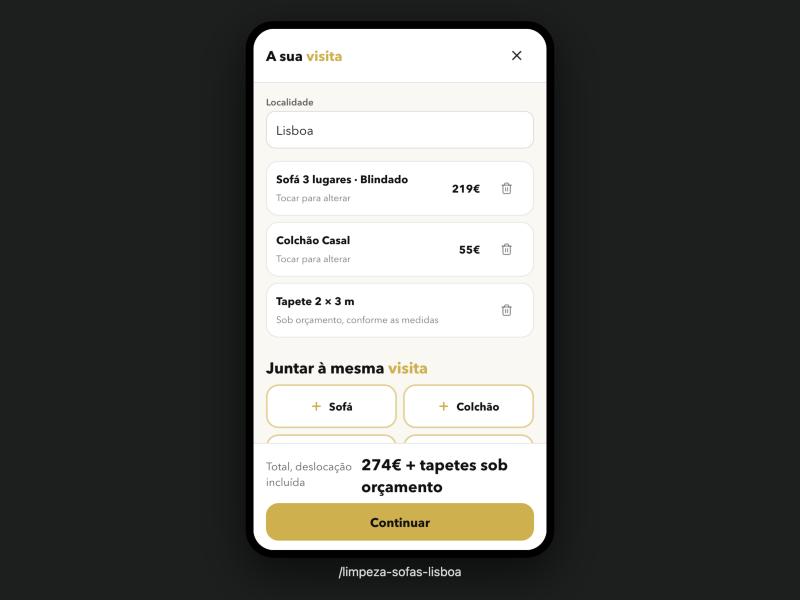 A sua visita
Localidade
Lisboa
Sofá 3 lugares · Blindado
219€
Tocar para alterar
Colchão Casal
55€
Tocar para alterar
Tapete 2 × 3 m
Sob orçamento, conforme as medidas
Juntar à mesma visita
+ Sofá
+ Colchão
Total, deslocação
incluída
274€ + tapetes sob
orçamento
Continuar
/limpeza-sofas-lisboa